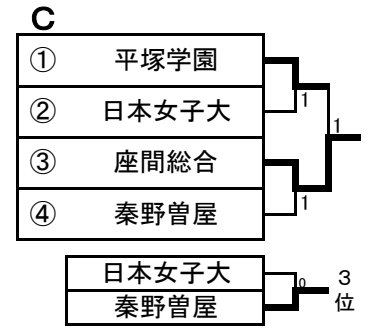 C
① 平塚学園
② 日本女子大
1
③ 座間総合
1
④ 秦野曽屋
1
日本女子大
0
秦野曽屋
3位